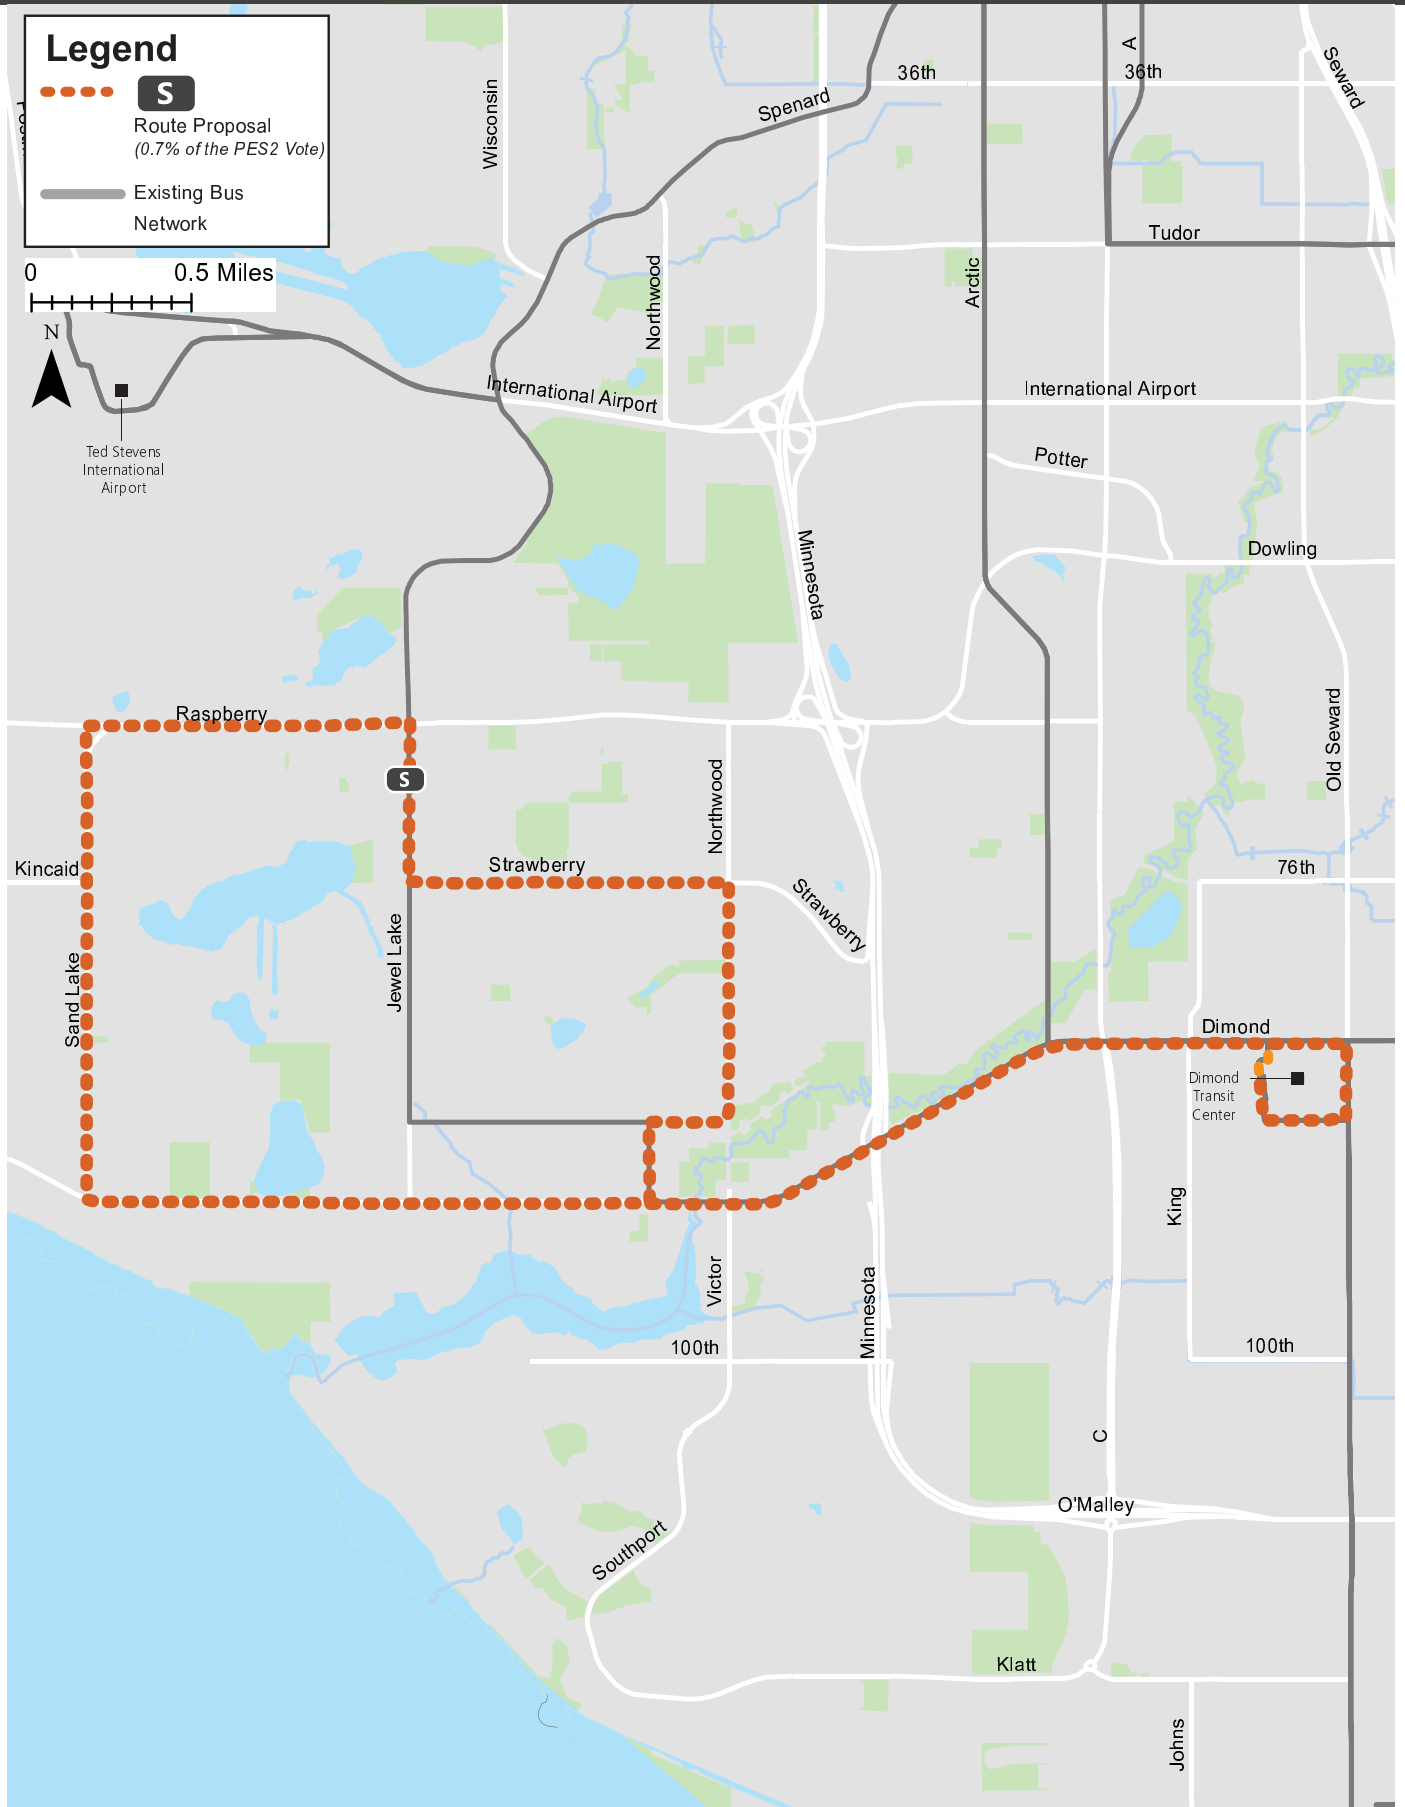 Legend
S
Route Proposal
(0.7% of the PES2 Vote)
Existing Bus
Network
0 0.5 Miles
N
Ted Stevens
International
Airport
Wisconsin
Spenard
36th
A
36th
Seward
Tudor
Northwood
Arctic
International Airport
International Airport
Potter
Minnesota
Dowling
Raspberry
S
Northwood
Old Seward
Kincaid
Strawberry
Strawberry
76th
Sand Lake
Jewel Lake
Dimond
Dimond
Transit
Center
King
Victor
Minnesota
100th
100th
C
O'Malley
Southport
Klatt
Johns